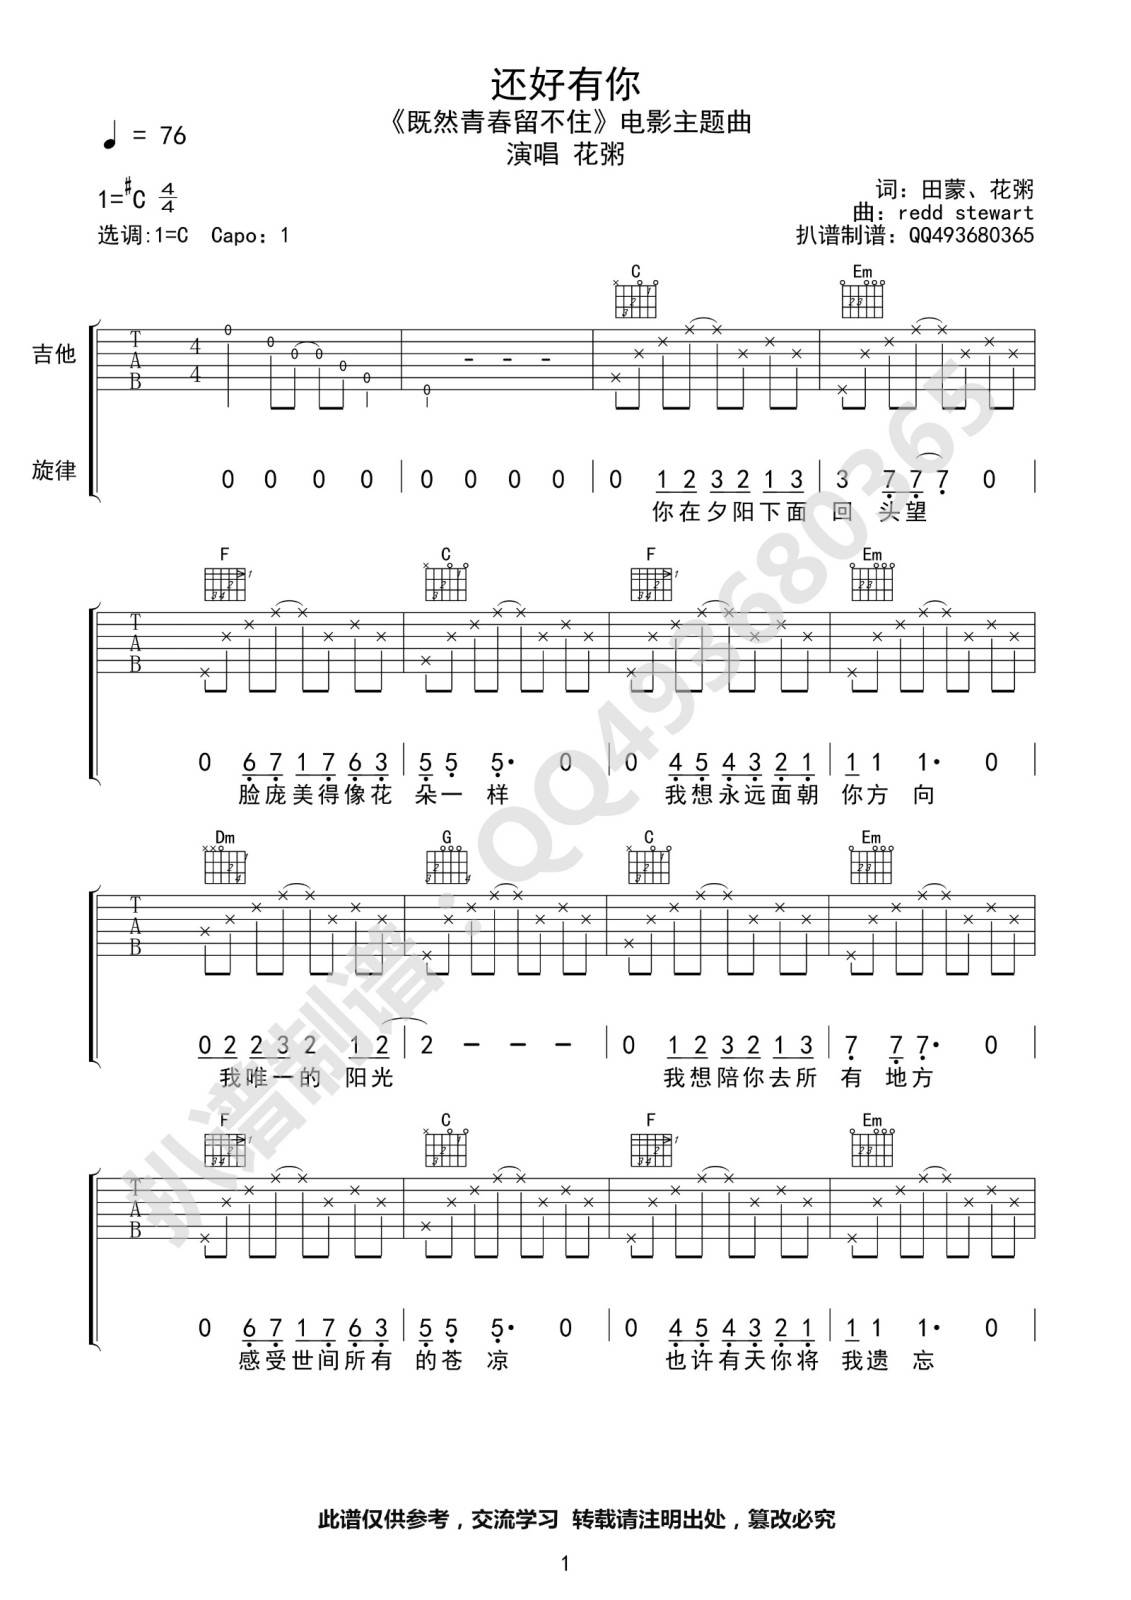 还好有你
《既然青春留不住》电影主题曲
演唱 花粥
♩ = 76
1=#C 4/4
选调:1=C Capo: 1
词: 田蒙、花粥
曲: redd stewart
扒谱制谱: QQ493680365
C Em
吉他 T A B 4 4 0 0 0 0 0 0 0 - - -
旋律 0 0 0 0 | 0 0 0 0 | 0 1 2 3 2 1 3 | 3 7 7 7 0
你在夕阳下面 回 头望
F C F Em
T A B
0 6 7 1 7 6 3 | 5 5 5· 0 | 0 4 5 4 3 2 1 | 1 1 1· 0
脸庞美得像花 朵一 样 我想永远面朝 你方 向
Dm G C Em
T A B
0 2 2 3 2 1 2 | 2 - - - | 0 1 2 3 2 1 3 | 7 7 7· 0
我唯一的 阳光 我想陪你去所 有 地方
F C F Em
T A B
0 6 7 1 7 6 3 | 5 5 5· 0 | 0 4 5 4 3 2 1 | 1 1 1· 0
感受世间所有 的苍 凉 也许有天你将 我遗 忘
扒谱制谱：QQ493680365
此谱仅供参考，交流学习 转载请注明出处，篡改必究
1